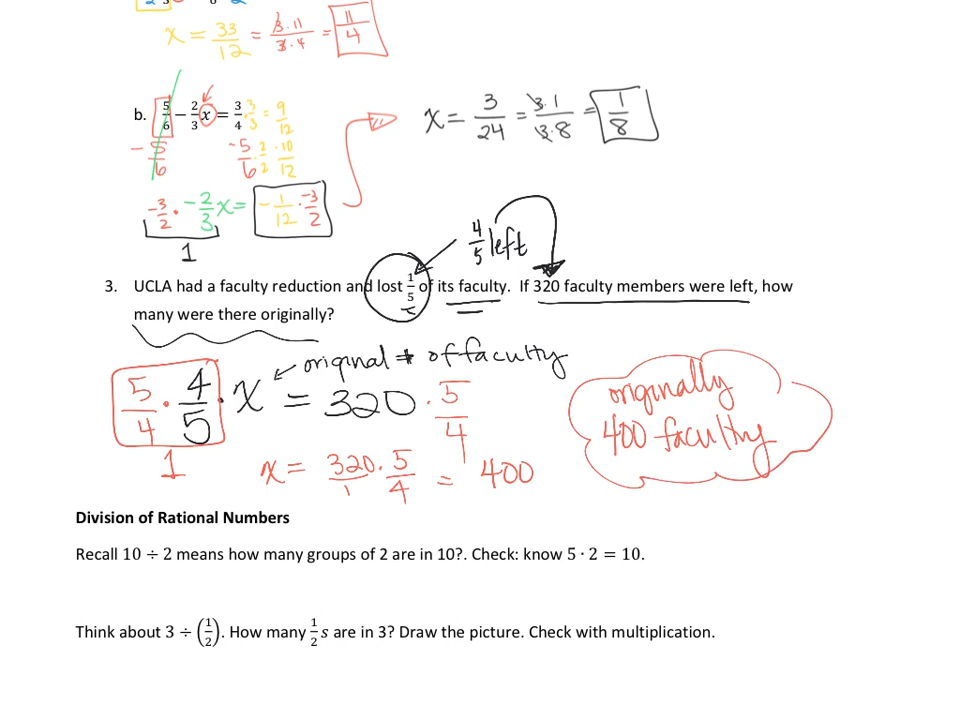 x = 33/12 = 3·11/3·4 = 11/4
b. 5/6 − 2/3 x = 3/4 · 3/3 = 9/12
− 5/6 −5/6 · 2/2 −10/12
x = 3/24 = 3·1/3·8 = 1/8
−3/2 · −2/3 x = −1/12 · −3/2
1
4/5 left
3. UCLA had a faculty reduction and lost 1/5 of its faculty. If 320 faculty members were left, how
many were there originally?
original # of faculty
5/4 · 4/5 · x = 320 · 5/4
1
x = 320/1 · 5/4 = 400
originally
400 faculty
Division of Rational Numbers
Recall 10 ÷ 2 means how many groups of 2 are in 10?. Check: know 5 · 2 = 10.
Think about 3 ÷ (1/2). How many 1/2 s are in 3? Draw the picture. Check with multiplication.